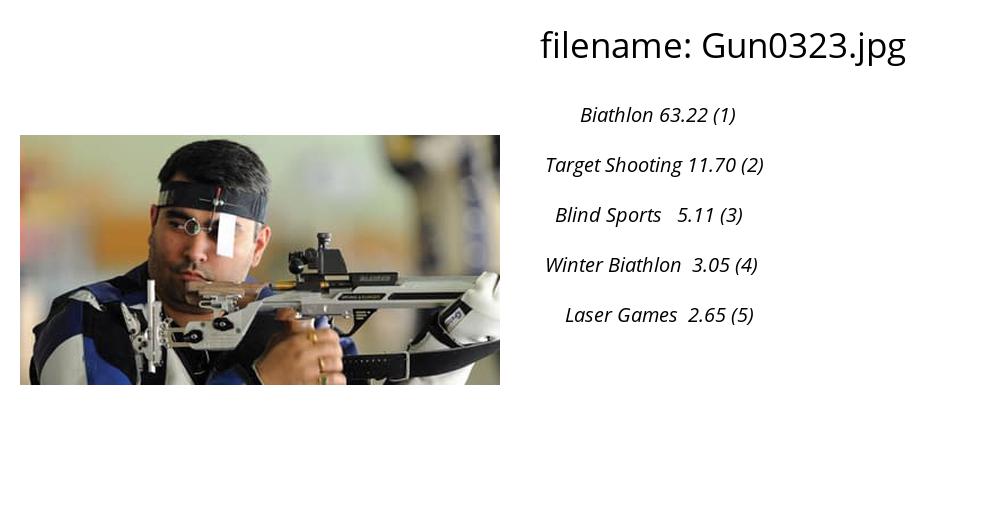 filename: Gun0323.jpg
Biathlon 63.22 (1)
Target Shooting 11.70 (2)
Blind Sports 5.11 (3)
Winter Biathlon 3.05 (4)
Laser Games 2.65 (5)